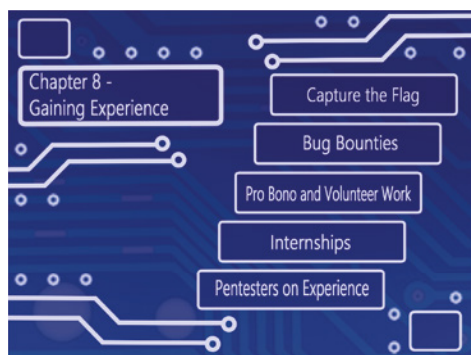 Chapter 8 -
Gaining Experience
Capture the Flag
Bug Bounties
Pro Bono and Volunteer Work
Internships
Pentesters on Experience